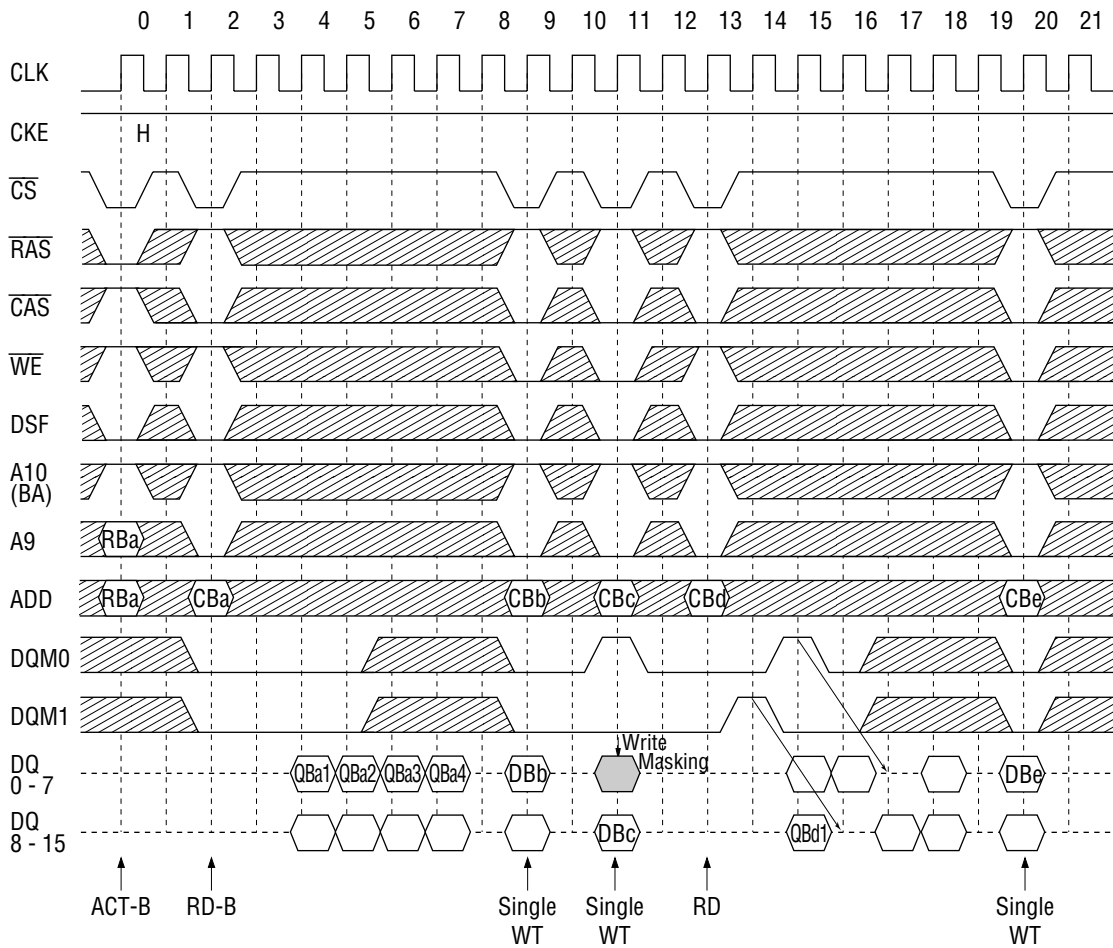 0 1 2 3 4 5 6 7 8 9 10 11 12 13 14 15 16 17 18 19 20 21
CLK
CKE H
CS
RAS
CAS
WE
DSF
A10
(BA)
A9 RBa
ADD RBa CBa CBb CBc CBd CBe
DQM0
DQM1
Write
Masking
DQ
0 - 7
QBa1 QBa2 QBa3 QBa4 DBb DBe
DQ
8 - 15
DBc QBd1
ACT-B RD-B Single WT Single WT RD Single WT